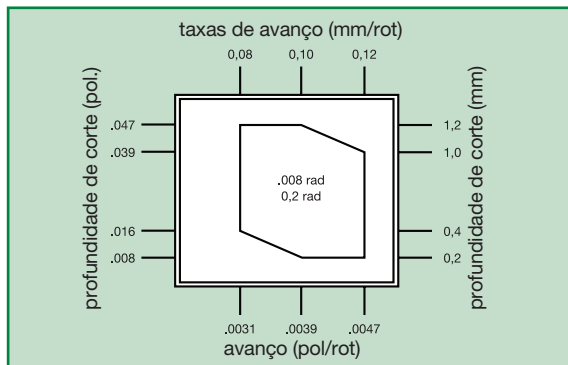 taxas de avanço (mm/rot)
0,08 0,10 0,12
profundidade de corte (pol.)
.047
.039
.016
.008
.008 rad
0,2 rad
1,2
1,0
0,4
0,2
profundidade de corte (mm)
.0031 .0039 .0047
avanço (pol/rot)